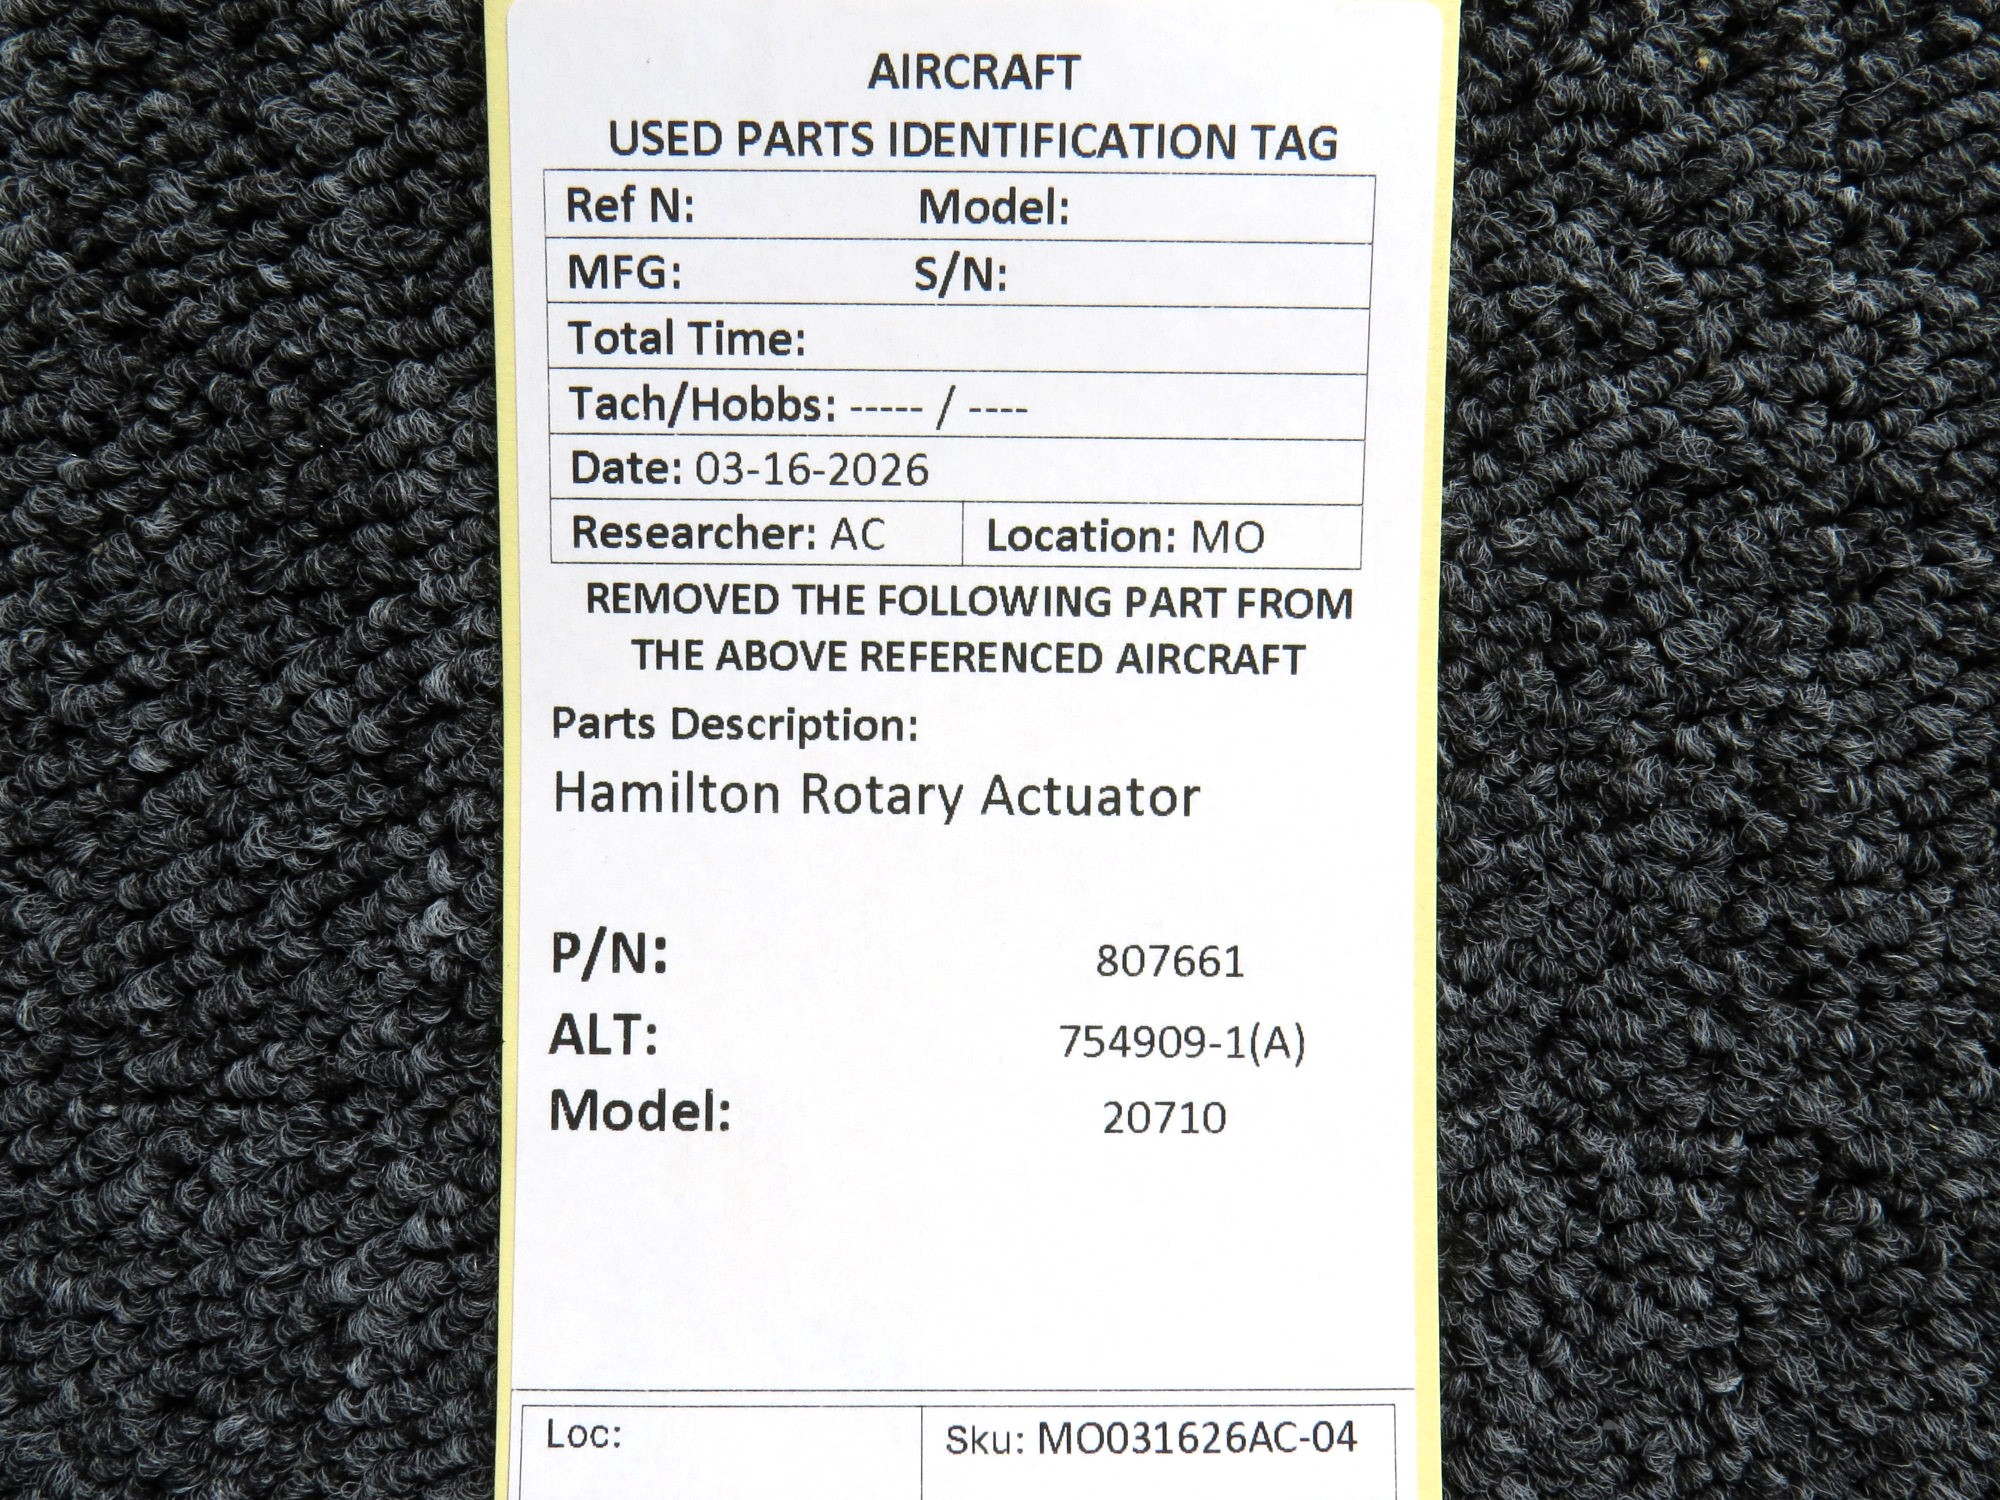 AIRCRAFT
USED PARTS IDENTIFICATION TAG
Ref N: Model:
MFG: S/N:
Total Time:
Tach/Hobbs: ----- / ----
Date: 03-16-2026
Researcher: AC Location: MO
REMOVED THE FOLLOWING PART FROM
THE ABOVE REFERENCED AIRCRAFT
Parts Description:
Hamilton Rotary Actuator
P/N: 807661
ALT: 754909-1(A)
Model: 20710
Loc: Sku: MO031626AC-04